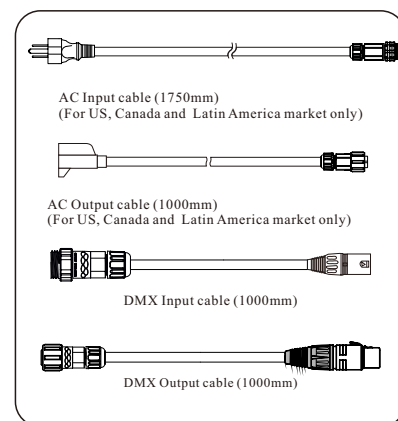 AC Input cable (1750mm)
(For US, Canada and Latin America market only)
AC Output cable (1000mm)
(For US, Canada and Latin America market only)
DMX Input cable (1000mm)
DMX Output cable (1000mm)